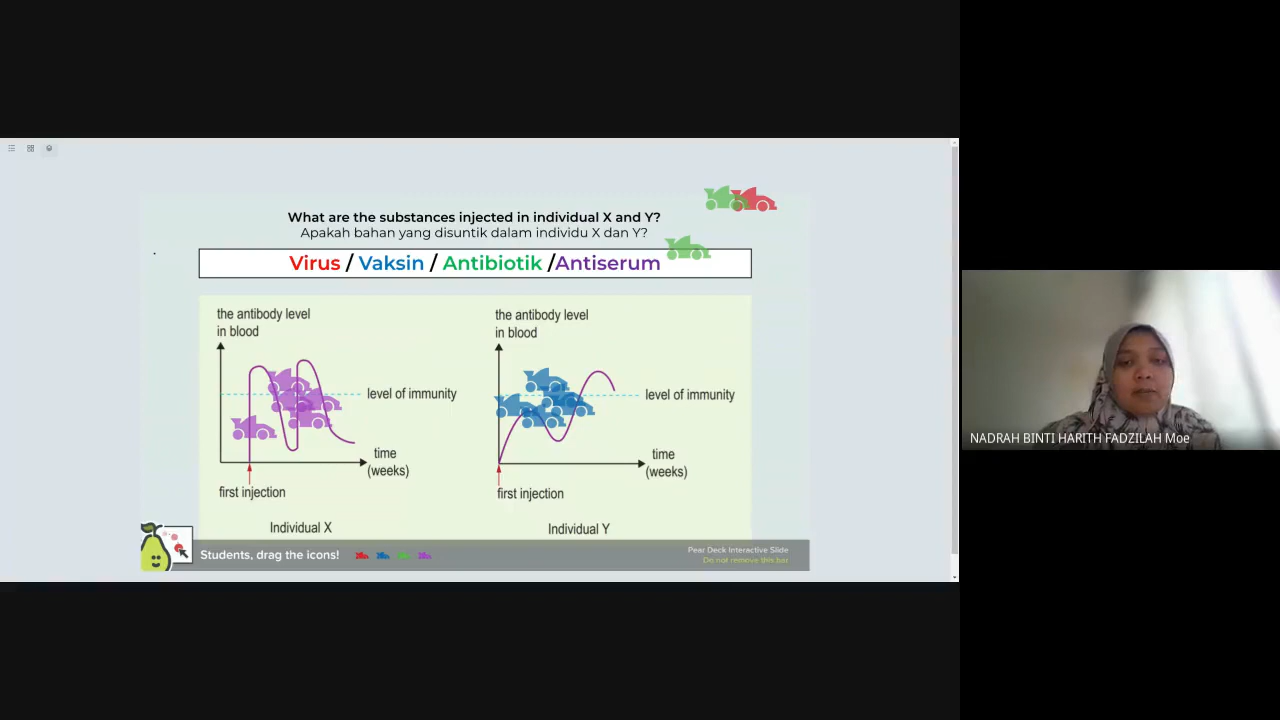 What are the substances injected in individual X and Y?
Apakah bahan yang disuntik dalam individu X dan Y?
Virus / Vaksin / Antibiotik /Antiserum
the antibody level
in blood
level of immunity
time
(weeks)
first injection
Individual X
the antibody level
in blood
level of immunity
time
(weeks)
first injection
Individual Y
Students, drag the icons!
Pear Deck Interactive Slide
Do not remove this bar
NADRAH BINTI HARITH FADZILAH Moe